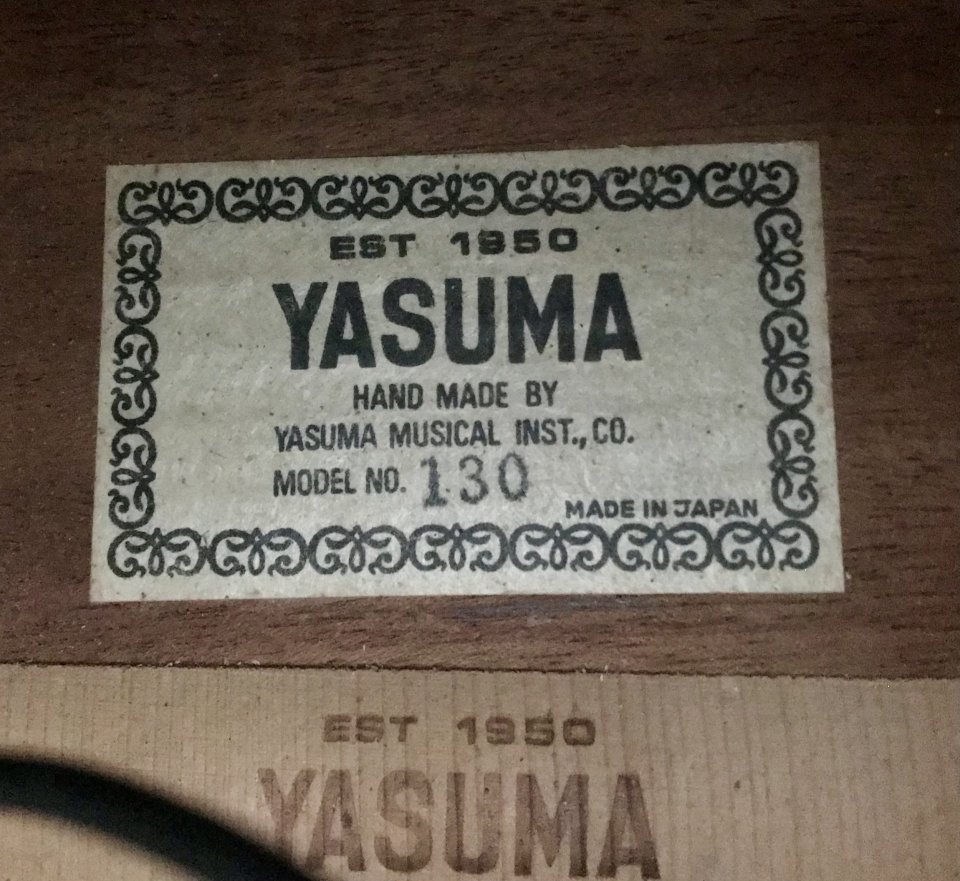 EST 1950
YASUMA
HAND MADE BY
YASUMA MUSICAL INST., CO.
MODEL NO. 130
MADE IN JAPAN
EST 1950
YASUMA